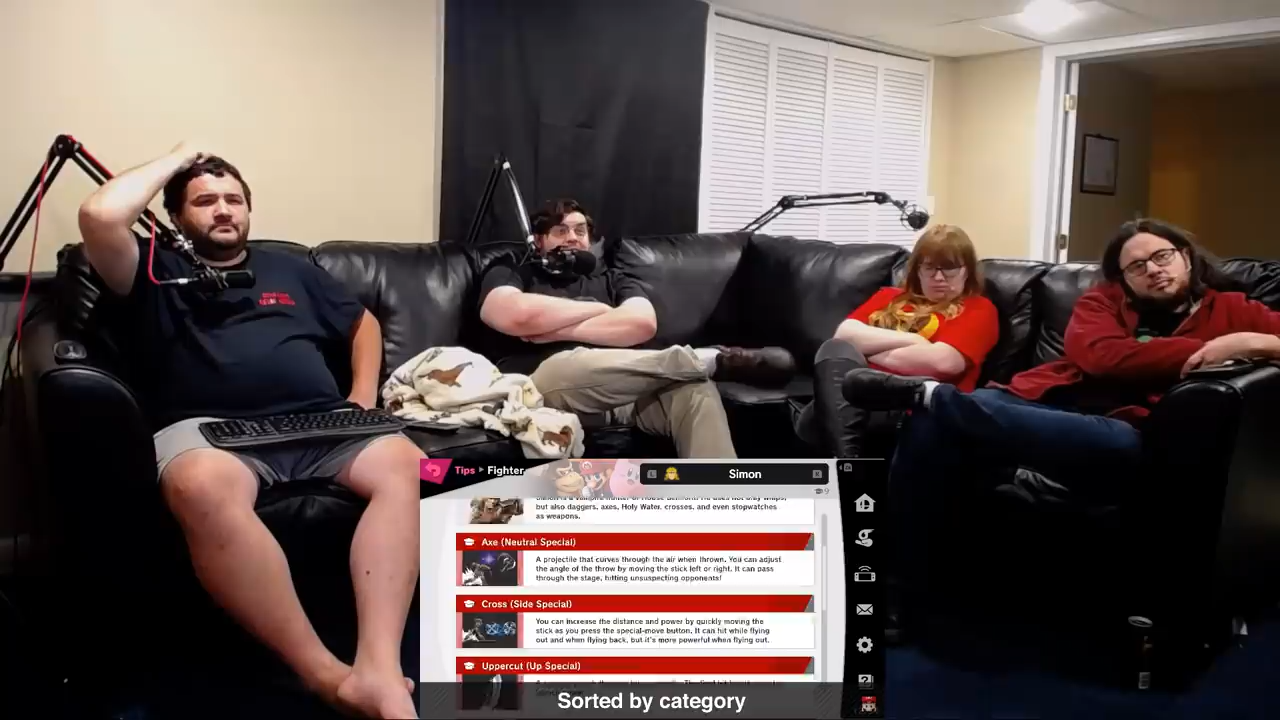 Tips ▸ Fighter
L Simon R
but also daggers, axes, Holy Water, crosses, and even stopwatches
as weapons.
Axe (Neutral Special)
A projectile that curves through the air when thrown. You can adjust
the angle of the throw by moving the stick left or right. It can pass
through the stage, hitting unsuspecting opponents!
Cross (Side Special)
You can increase the distance and power by quickly moving the
stick as you press the special-move button. It can hit while flying
out and when flying back, but it's more powerful when flying out.
Uppercut (Up Special)
Sorted by category